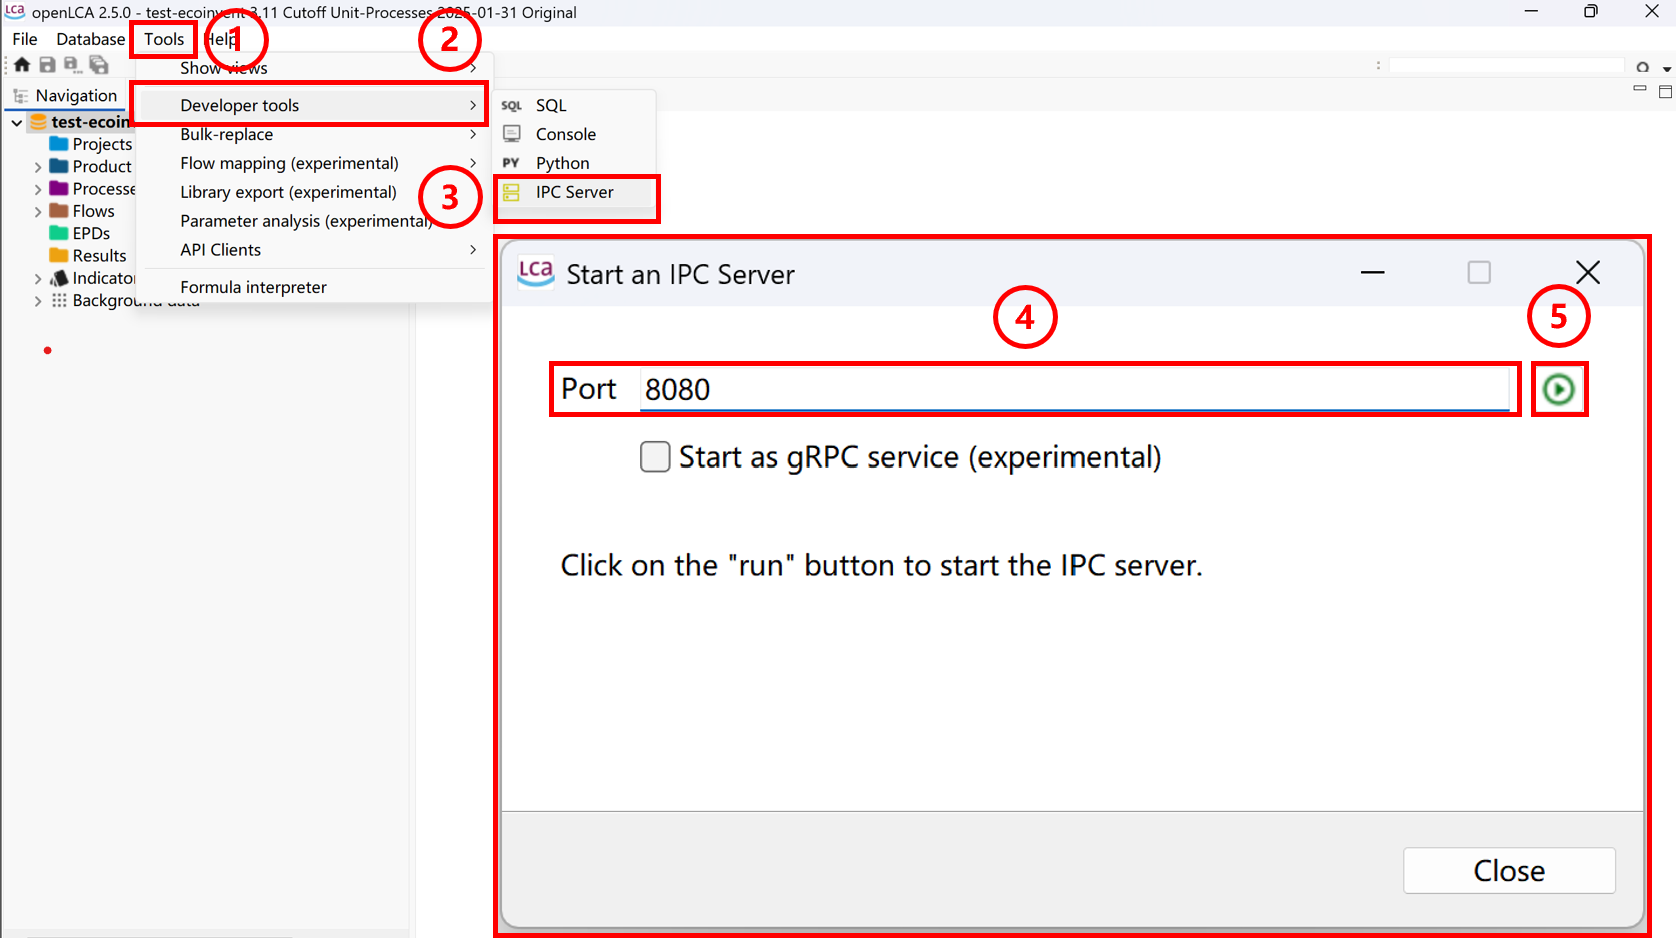 LCA openLCA 2.5.0 - test-ecoinvent 3.11 Cutoff Unit-Processes 2025-01-31 Original
File Database Tools Help
1
2
Show views
Navigation
Developer tools
SQL SQL
test-ecoin
Bulk-replace
Console
Projects
Flow mapping (experimental)
PY Python
Product
Library export (experimental)
3
IPC Server
Processe
Parameter analysis (experimental)
Flows
API Clients
EPDs
Results
Formula interpreter
Indicator
Background data
LCA Start an IPC Server
4
5
Port 8080
Start as gRPC service (experimental)
Click on the "run" button to start the IPC server.
Close